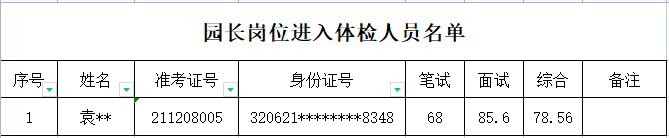 园长岗位进入体检人员名单
序号 姓名 准考证号 身份证号 笔试 面试 综合 备注
1 袁** 211208005 320621********8348 68 85.6 78.56